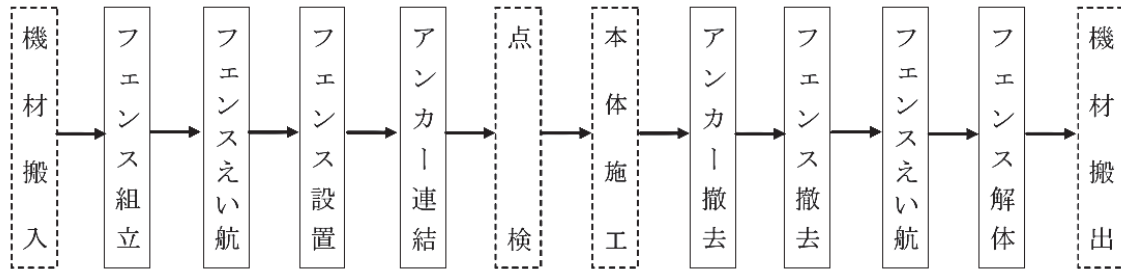 機材搬入
フェンス組立
フェンスえい航
フェンス設置
アンカー連結
点検
本体施工
アンカー撤去
フェンス撤去
フェンスえい航
フェンス解体
機材搬出